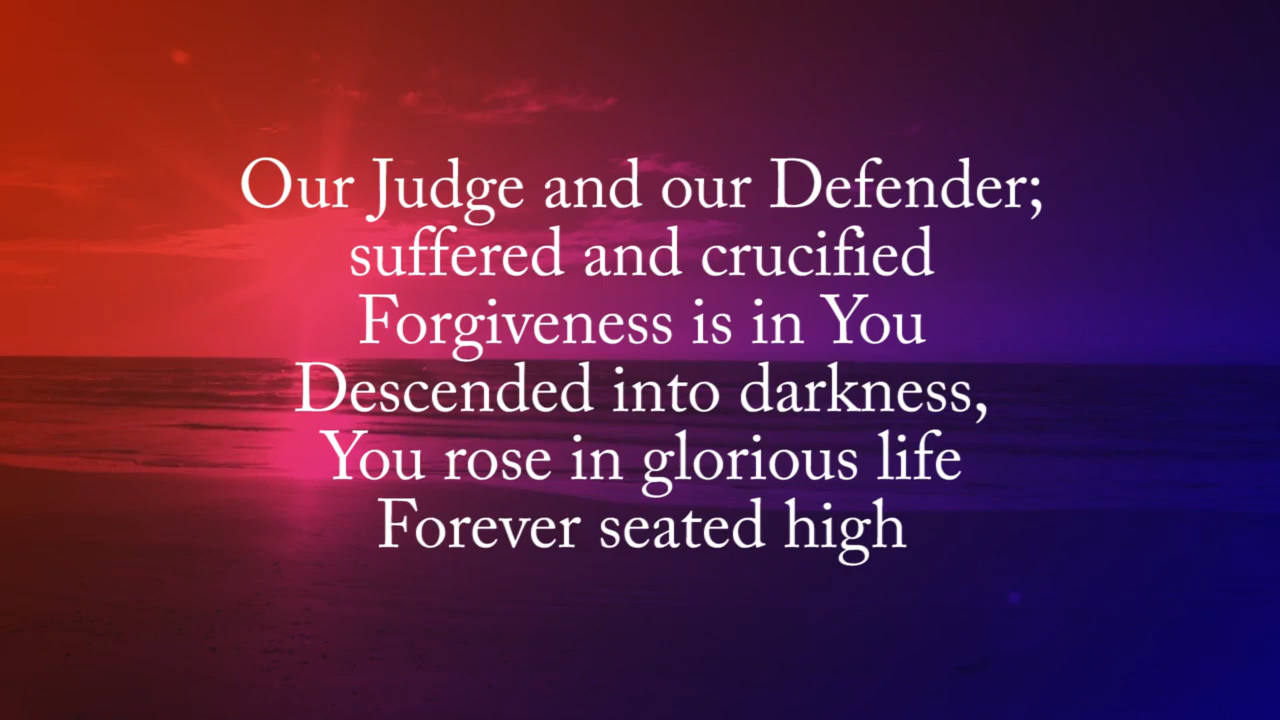 Our Judge and our Defender;
suffered and crucified
Forgiveness is in You
Descended into darkness,
You rose in glorious life
Forever seated high